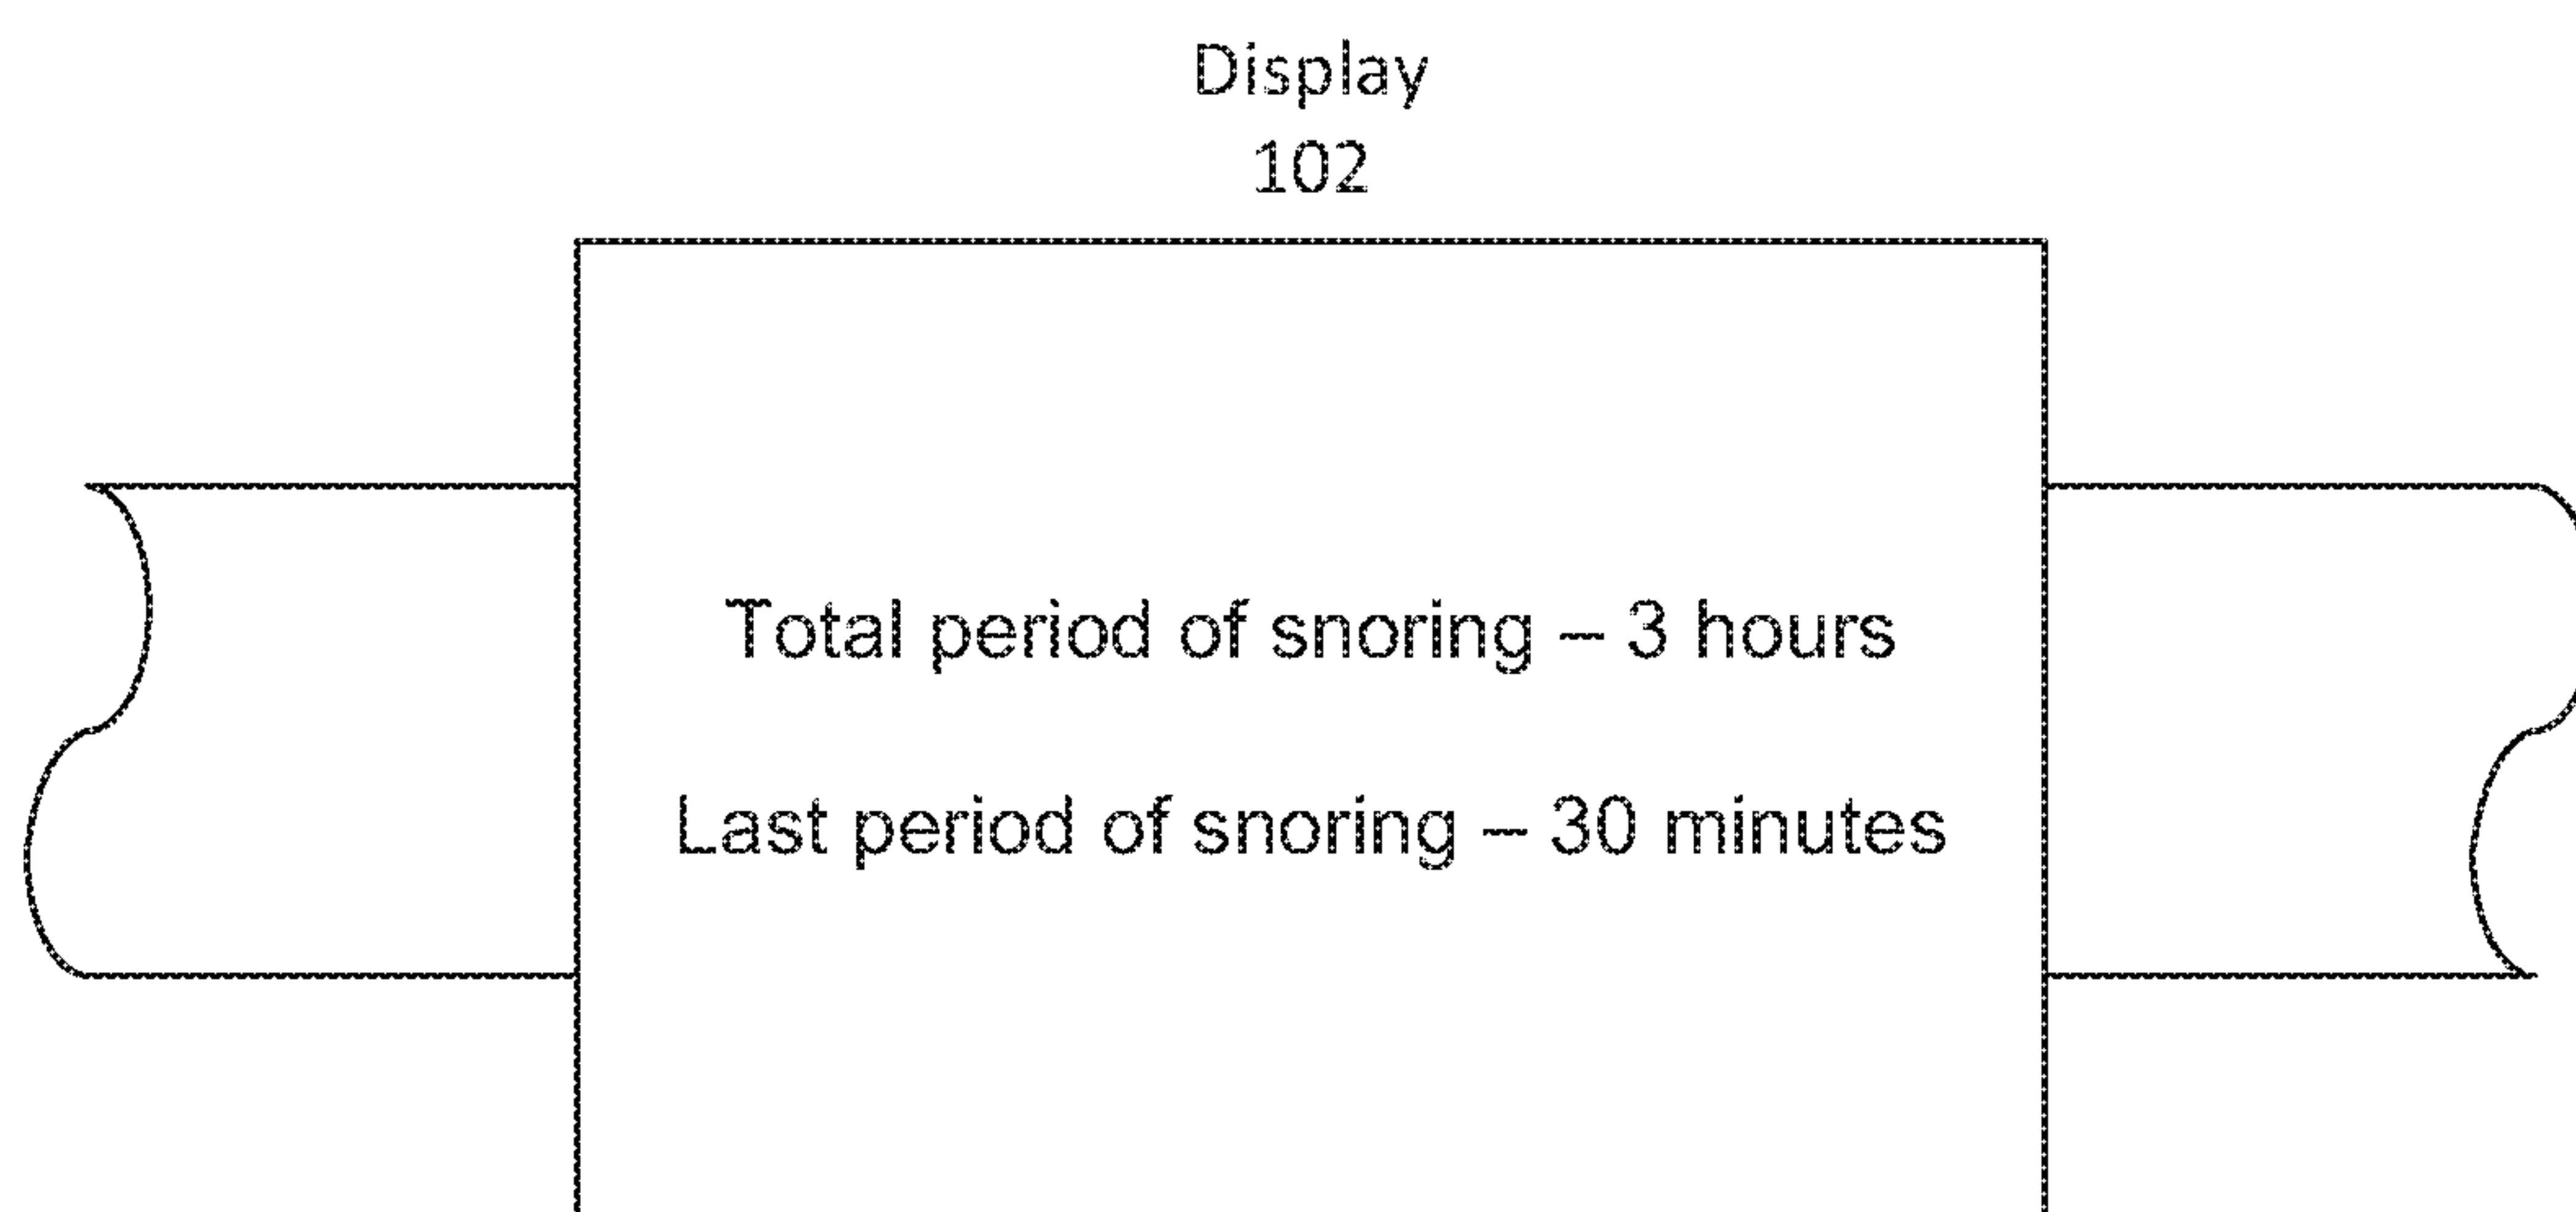 Display
102
Total period of snoring – 3 hours
Last period of snoring – 30 minutes